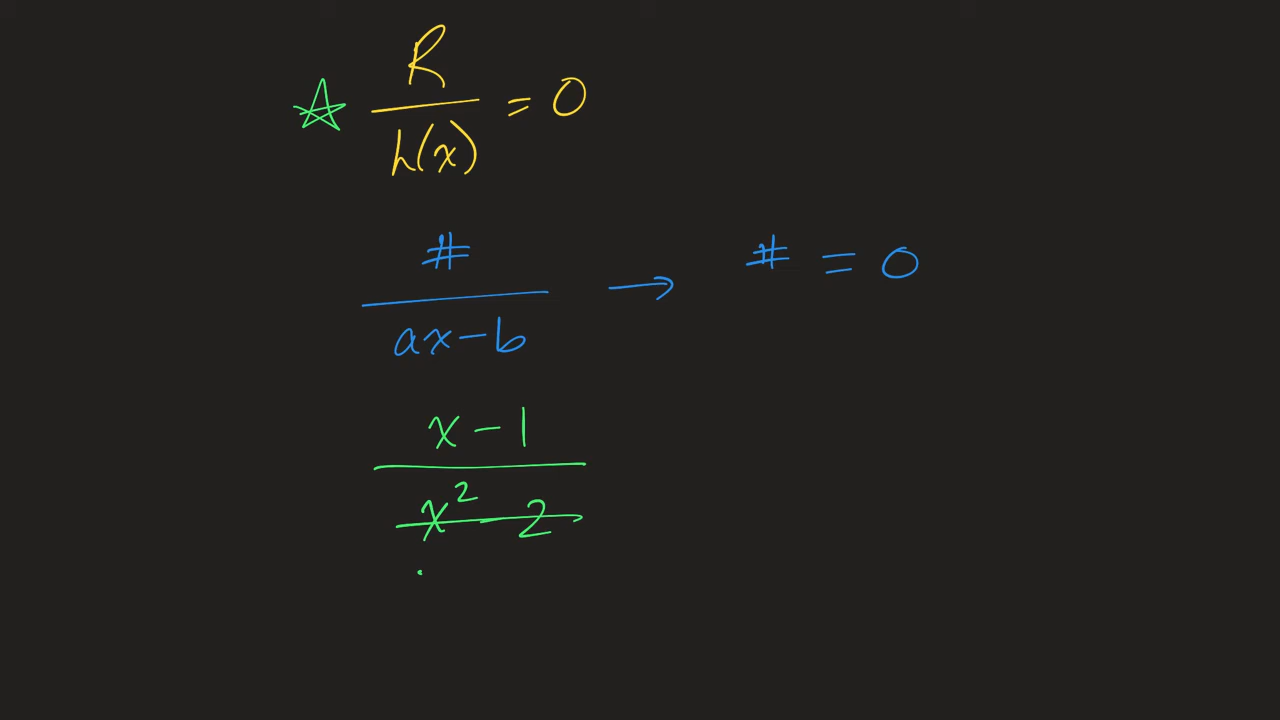 ☆ R/h(x) = 0
#/(ax-b) → # = 0
x - 1
x² - 2